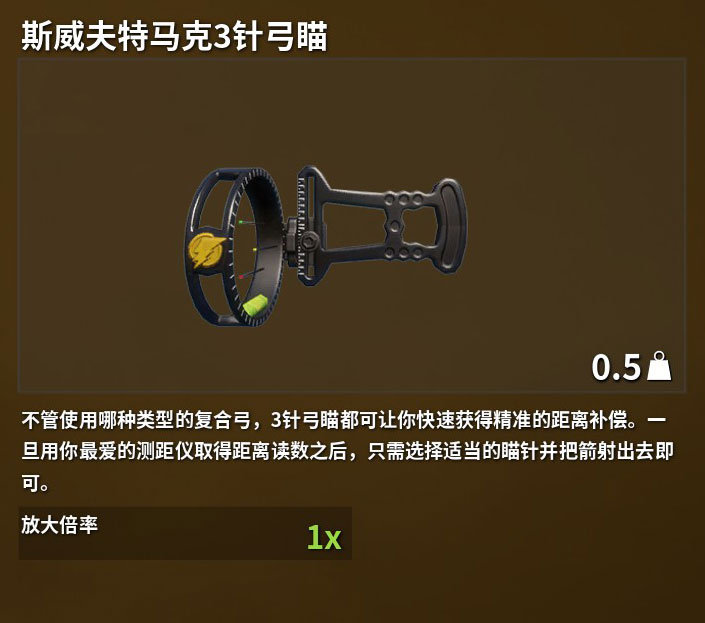 斯威夫特马克3针弓瞄
0.5
不管使用哪种类型的复合弓，3针弓瞄都可让你快速获得精准的距离补偿。一
旦用你最爱的测距仪取得距离读数之后，只需选择适当的瞄针并把箭射出去即
可。
放大倍率
1x